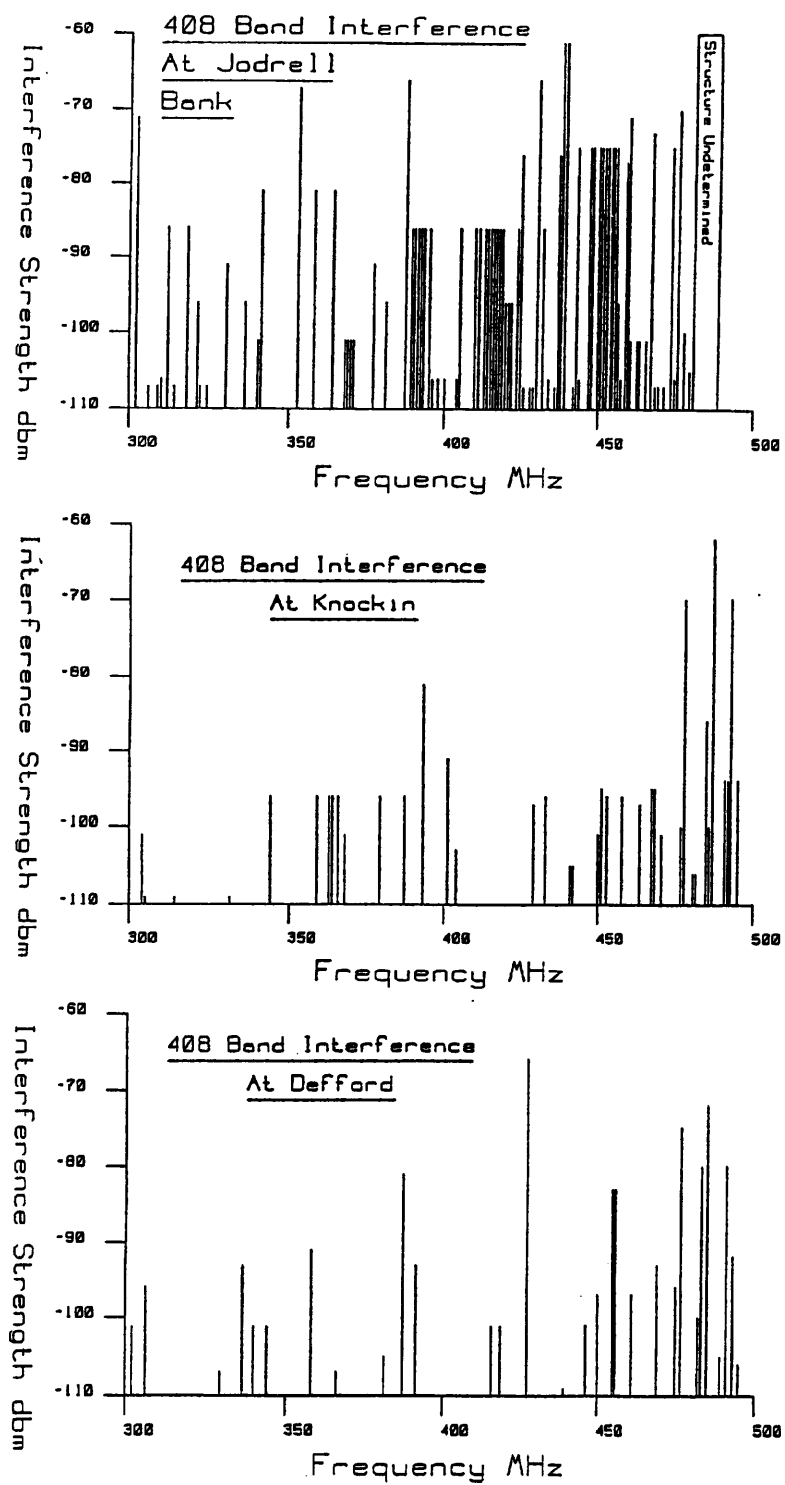 408 Band Interference
At Jodrell
Bank
Interference Strength dbm
-60
-70
-80
-90
-100
-110
Structure Undetermined
300 350 400 450 500
Frequency MHz
408 Band Interference
At Knockin
Interference Strength dbm
-60
-70
-80
-90
-100
-110
300 350 400 450 500
Frequency MHz
408 Band Interference
At Defford
Interference Strength dbm
-60
-70
-80
-90
-100
-110
300 350 400 450 500
Frequency MHz